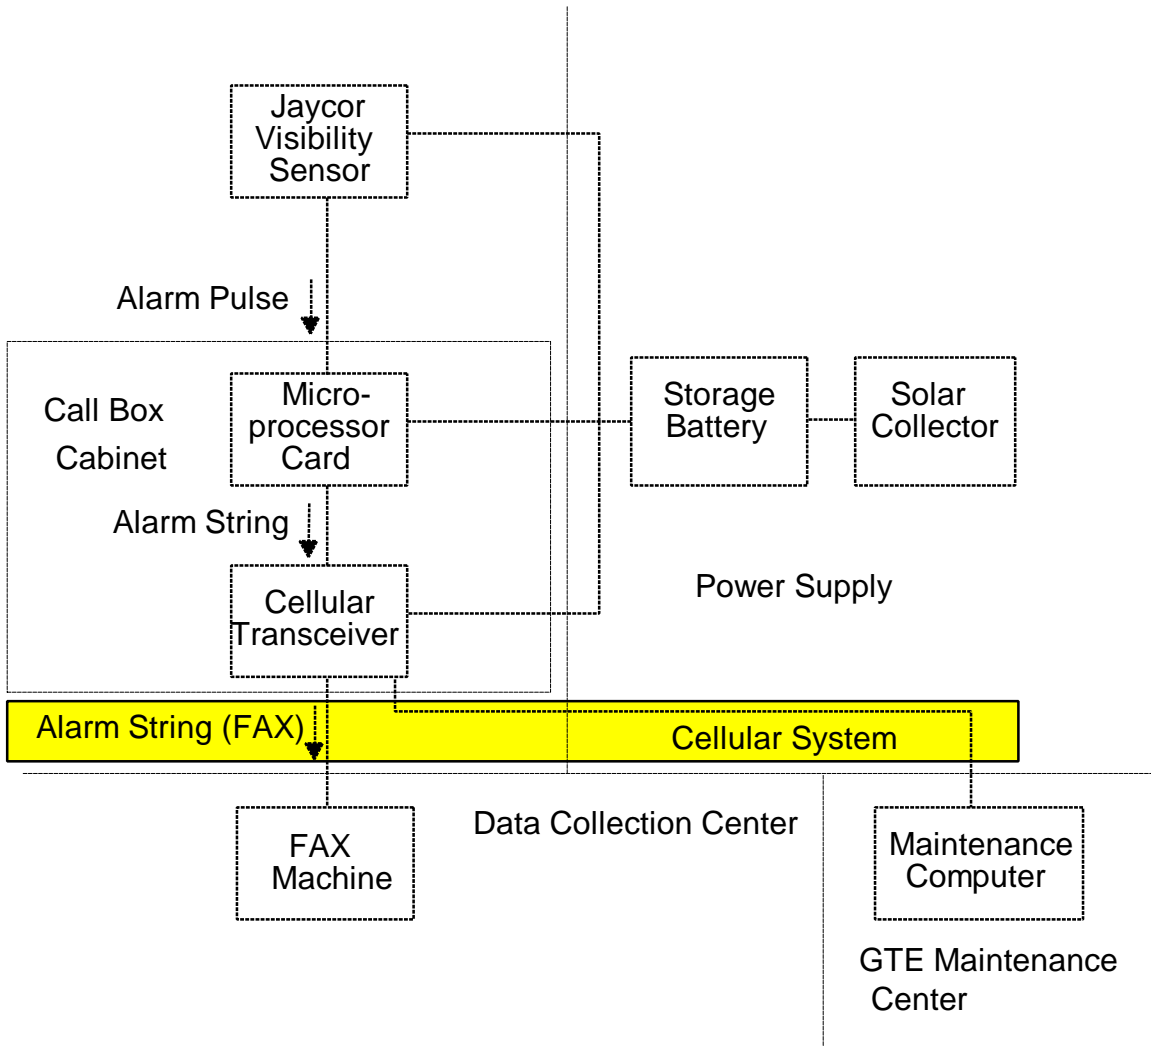 Jaycor
Visibility
Sensor
Alarm Pulse
Call Box
Cabinet
Micro-
processor
Card
Storage
Battery
Solar
Collector
Alarm String
Cellular
Transceiver
Power Supply
Alarm String (FAX)
Cellular System
FAX
Machine
Data Collection Center
Maintenance
Computer
GTE Maintenance
Center